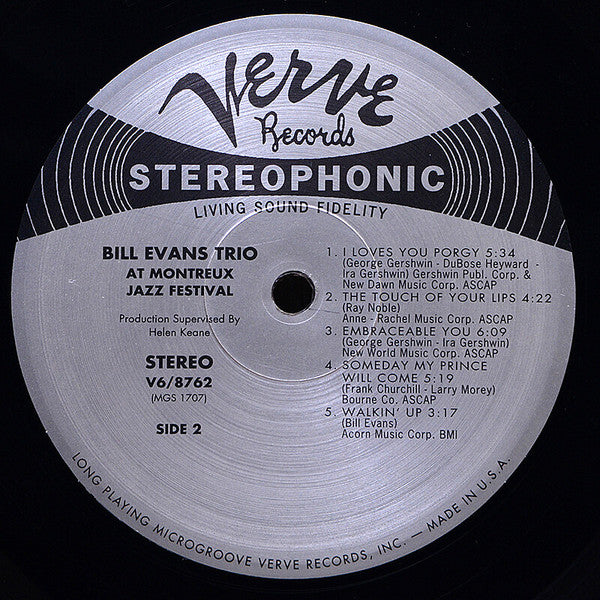 Verve
Records
STEREOPHONIC
LIVING SOUND FIDELITY
BILL EVANS TRIO
AT MONTREUX
JAZZ FESTIVAL
Production Supervised By
Helen Keane
STEREO
V6/8762
(MGS 1707)
SIDE 2
1. I LOVES YOU PORGY 5:34
(George Gershwin - DuBose Heyward -
Ira Gershwin) Gershwin Publ. Corp. &
New Dawn Music Corp. ASCAP
2. THE TOUCH OF YOUR LIPS 4:22
(Ray Noble)
Anne - Rachel Music Corp. ASCAP
3. EMBRACEABLE YOU 6:09
(George Gershwin - Ira Gershwin)
New World Music Corp. ASCAP
4. SOMEDAY MY PRINCE
WILL COME 5:19
(Frank Churchill - Larry Morey)
Bourne Co. ASCAP
5. WALKIN' UP 3:17
(Bill Evans)
Acorn Music Corp. BMI
LONG PLAYING MICROGROOVE VERVE RECORDS, INC. — MADE IN U.S.A.